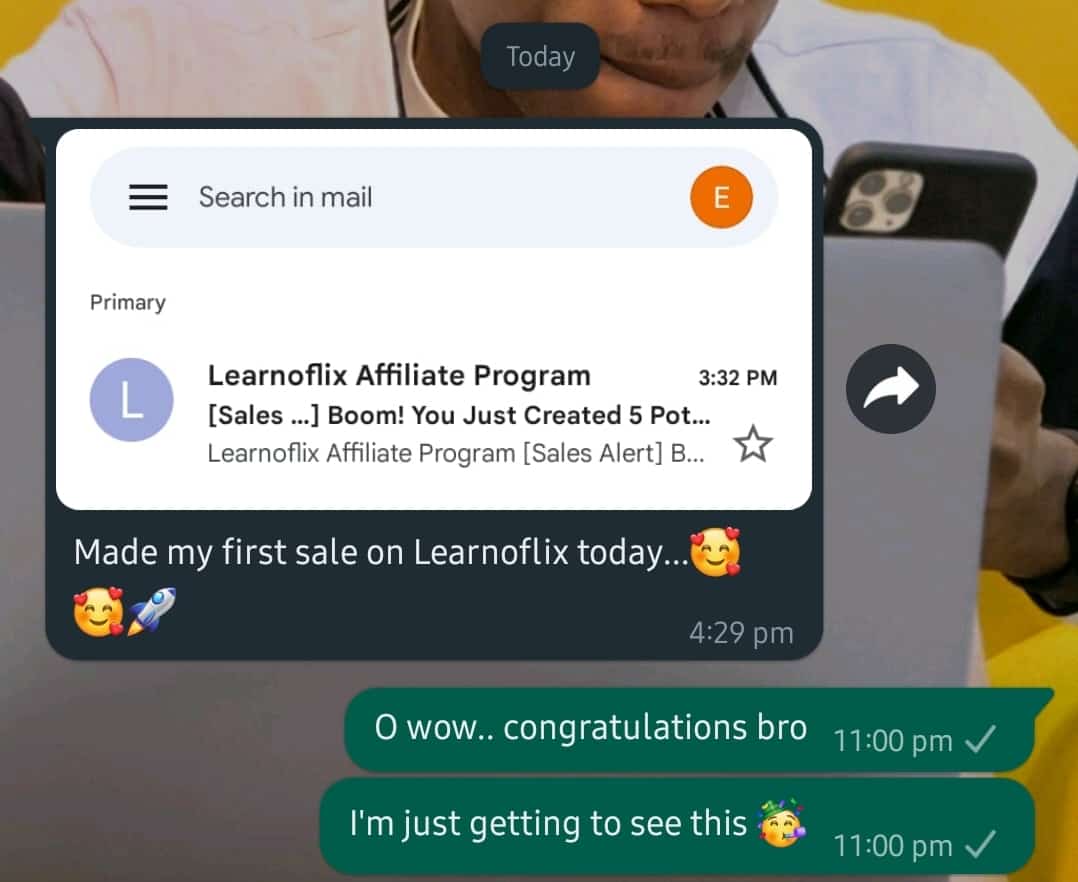 Today
Search in mail
E
Primary
L
Learnoflix Affiliate Program 3:32 PM
[Sales ...] Boom! You Just Created 5 Pot...
Learnoflix Affiliate Program [Sales Alert] B...
Made my first sale on Learnoflix today...🥰
🥰🚀
4:29 pm
O wow.. congratulations bro 11:00 pm
I'm just getting to see this 🥳 11:00 pm